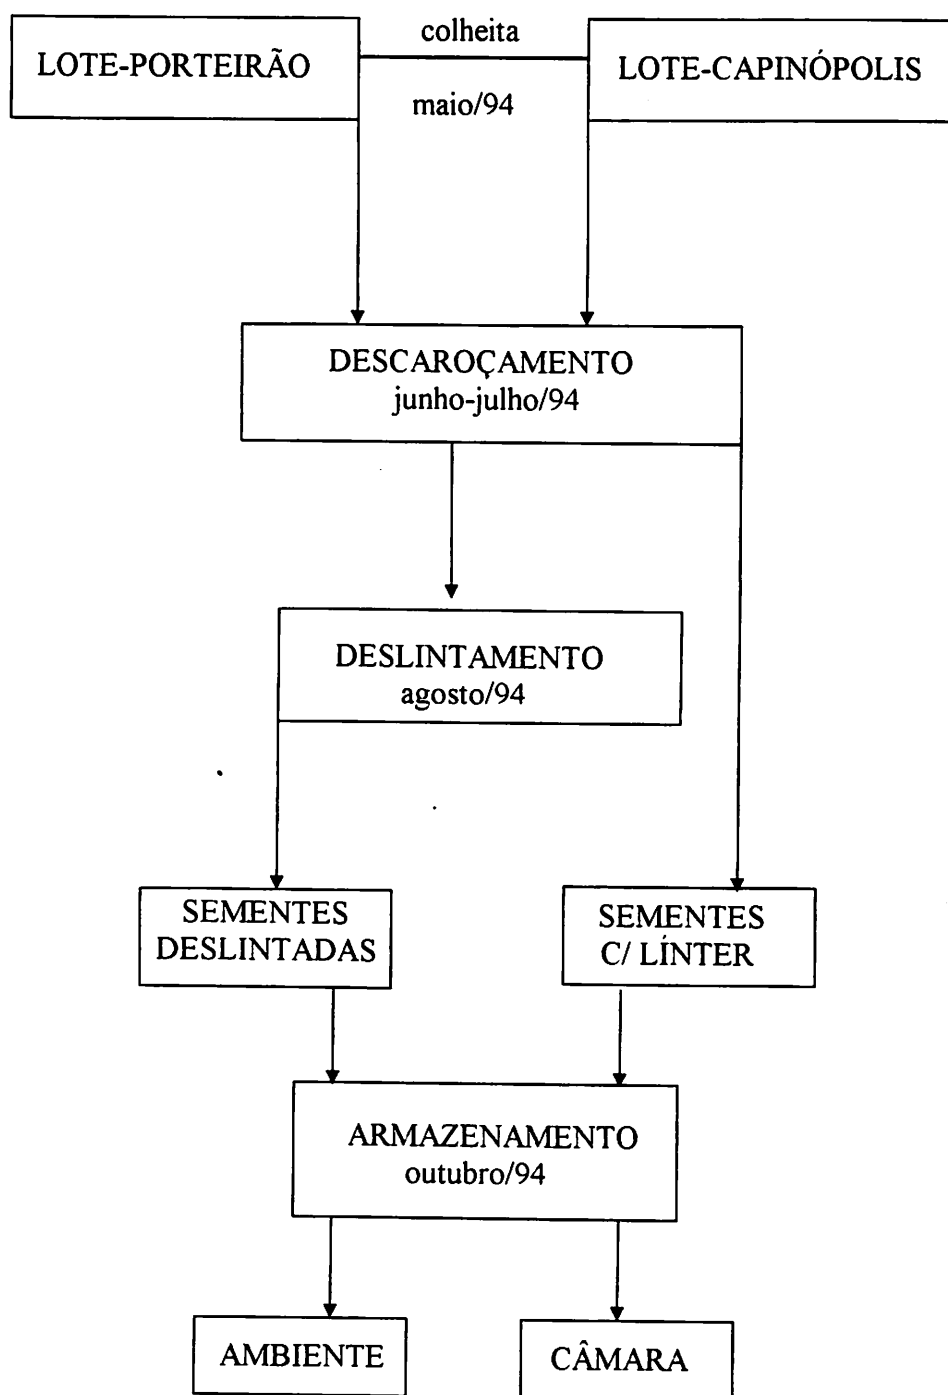 colheita
LOTE-PORTEIRÃO
LOTE-CAPINÓPOLIS
maio/94
DESCAROÇAMENTO
junho-julho/94
DESLINTAMENTO
agosto/94
SEMENTES
DESLINTADAS
SEMENTES
C/ LÍNTER
ARMAZENAMENTO
outubro/94
AMBIENTE
CÂMARA